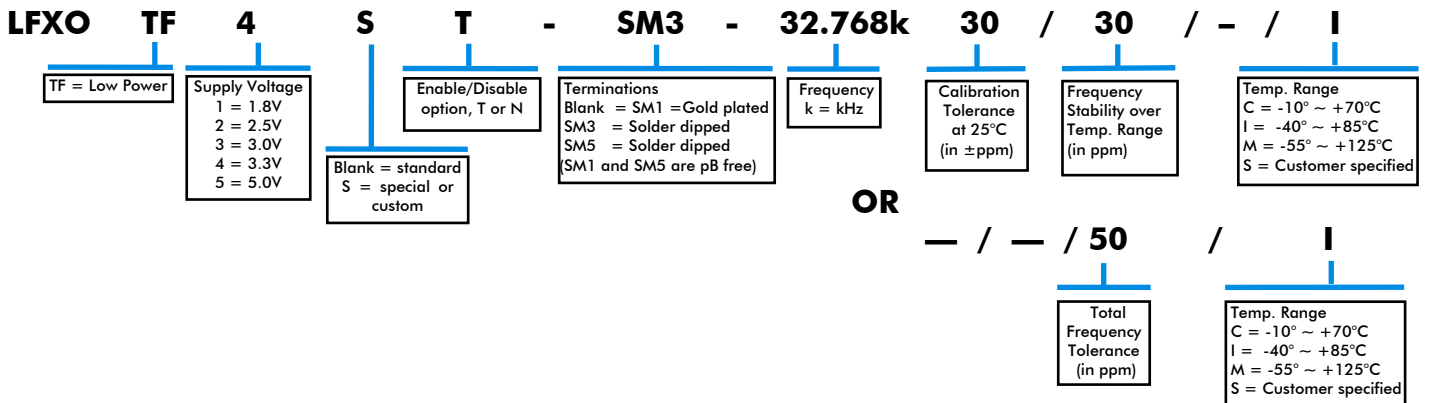 LFXO TF 4 S T - SM3 - 32.768k 30 / 30 / – / I
TF = Low Power
Supply Voltage
1 = 1.8V
2 = 2.5V
3 = 3.0V
4 = 3.3V
5 = 5.0V
Blank = standard
S = special or
custom
Enable/Disable
option, T or N
Terminations
Blank = SM1 =Gold plated
SM3 = Solder dipped
SM5 = Solder dipped
(SM1 and SM5 are pB free)
Frequency
k = kHz
Calibration
Tolerance
at 25°C
(in ±ppm)
Frequency
Stability over
Temp. Range
(in ppm)
Temp. Range
C = -10° ~ +70°C
I = -40° ~ +85°C
M = -55° ~ +125°C
S = Customer specified
OR
— / — / 50 / I
Total
Frequency
Tolerance
(in ppm)
Temp. Range
C = -10° ~ +70°C
I = -40° ~ +85°C
M = -55° ~ +125°C
S = Customer specified